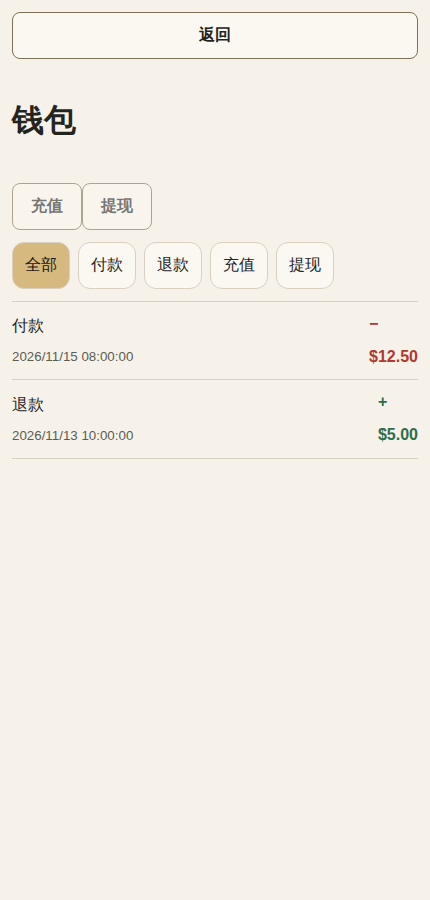 返回
钱包
充值 提现
全部 付款 退款 充值 提现
付款 −
2026/11/15 08:00:00 $12.50
退款 +
2026/11/13 10:00:00 $5.00